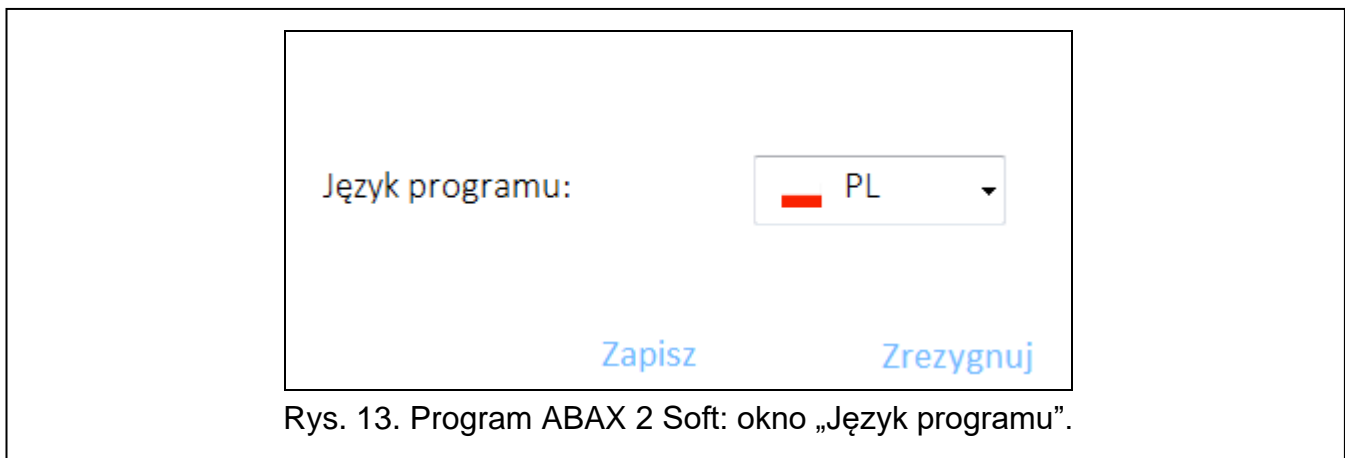 Język programu: PL
Zapisz Zrezygnuj
Rys. 13. Program ABAX 2 Soft: okno „Język programu”.